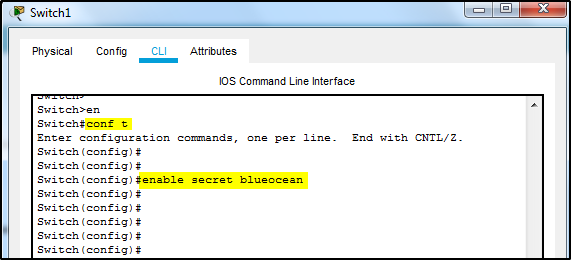 Switch1
Physical Config CLI Attributes
IOS Command Line Interface
Switch>
Switch>en
Switch#conf t
Enter configuration commands, one per line.  End with CNTL/Z.
Switch(config)#
Switch(config)#
Switch(config)#enable secret blueocean
Switch(config)#
Switch(config)#
Switch(config)#
Switch(config)#